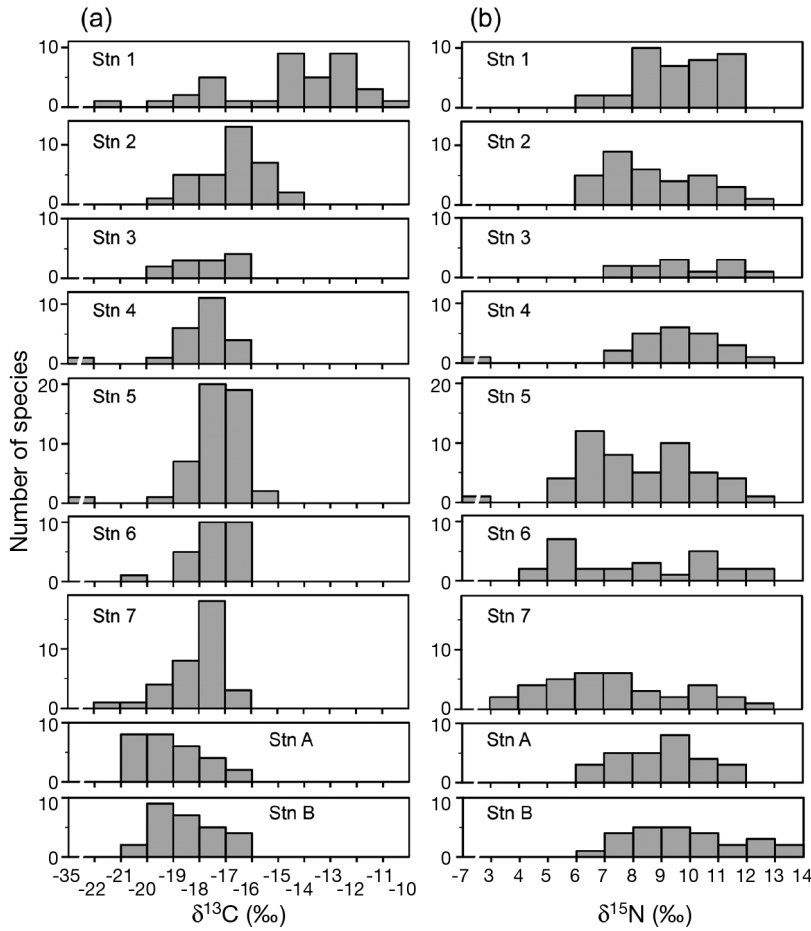 (a)
(b)
Number of species
Stn 1
10
0
Stn 2
10
0
Stn 3
10
0
Stn 4
10
0
Stn 5
20
10
0
Stn 6
10
0
Stn 7
10
0
Stn A
10
0
Stn B
10
0
-35 -22 -21 -20 -19 -18 -17 -16 -15 -14 -13 -12 -11 -10
δ13C (‰)
Stn 1
10
0
Stn 2
10
0
Stn 3
10
0
Stn 4
10
0
Stn 5
20
10
0
Stn 6
10
0
Stn 7
10
0
Stn A
10
0
Stn B
10
0
-7 3 4 5 6 7 8 9 10 11 12 13 14
δ15N (‰)